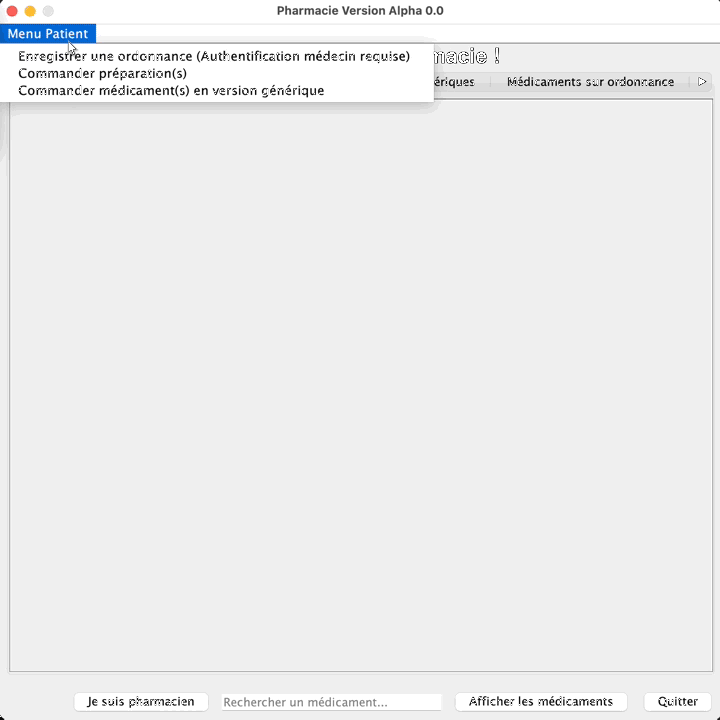 Pharmacie Version Alpha 0.0
Menu Patient
Enregistrer une ordonnance (Authentification médecin requise)
macie !
Commander préparation(s)
ériques
Médicaments sur ordonnance
Commander médicament(s) en version générique
Je suis pharmacien
Rechercher un médicament...
Afficher les médicaments
Quitter